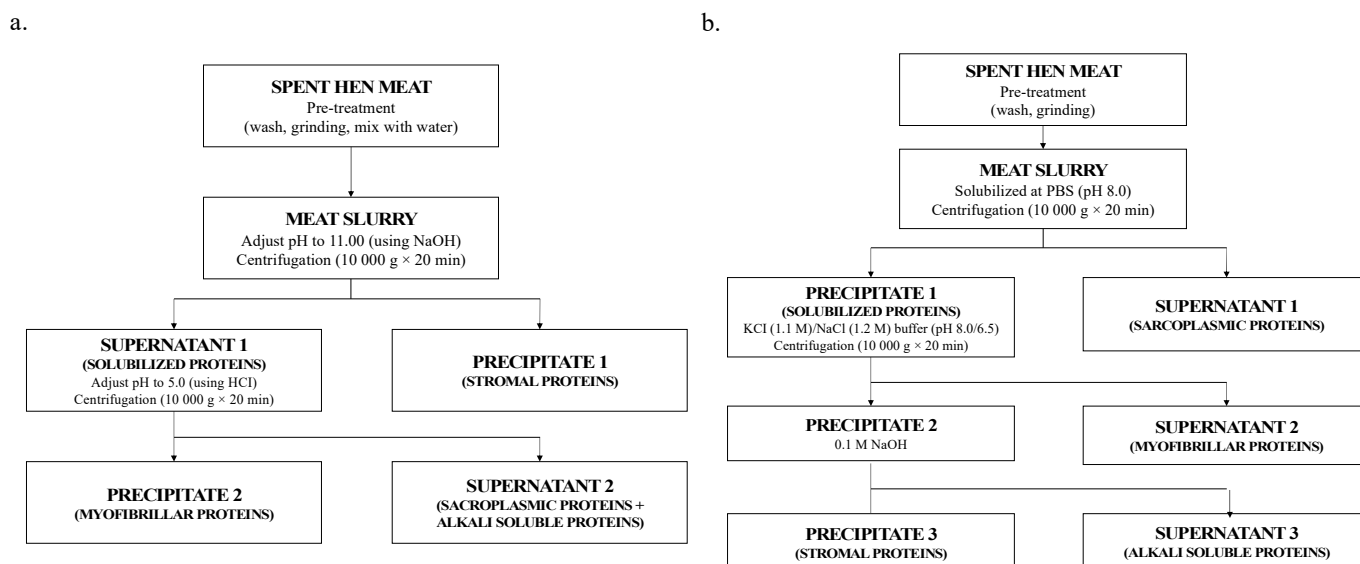 a.
SPENT HEN MEAT
Pre-treatment
(wash, grinding, mix with water)
MEAT SLURRY
Adjust pH to 11.00 (using NaOH)
Centrifugation (10 000 g × 20 min)
SUPERNATANT 1
(SOLUBILIZED PROTEINS)
Adjust pH to 5.0 (using HCI)
Centrifugation (10 000 g × 20 min)
PRECIPITATE 1
(STROMAL PROTEINS)
PRECIPITATE 2
(MYOFIBRILLAR PROTEINS)
SUPERNATANT 2
(SACROPLASMIC PROTEINS +
ALKALI SOLUBLE PROTEINS)
b.
SPENT HEN MEAT
Pre-treatment
(wash, grinding)
MEAT SLURRY
Solubilized at PBS (pH 8.0)
Centrifugation (10 000 g × 20 min)
PRECIPITATE 1
(SOLUBILIZED PROTEINS)
KCI (1.1 M)/NaCl (1.2 M) buffer (pH 8.0/6.5)
Centrifugation (10 000 g × 20 min)
SUPERNATANT 1
(SARCOPLASMIC PROTEINS)
PRECIPITATE 2
0.1 M NaOH
SUPERNATANT 2
(MYOFIBRILLAR PROTEINS)
PRECIPITATE 3
(STROMAL PROTEINS)
SUPERNATANT 3
(ALKALI SOLUBLE PROTEINS)